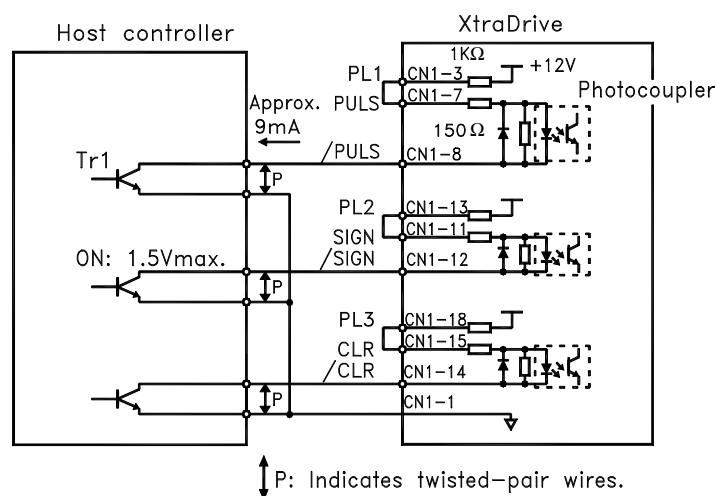 Host controller
XtraDrive
1KΩ
PL1
CN1-3
+12V
Approx.
9mA
PULS
CN1-7
Photocoupler
150Ω
/PULS
CN1-8
Tr1
P
PL2
CN1-13
SIGN
CN1-11
ON: 1.5Vmax.
/SIGN
CN1-12
P
PL3
CN1-18
CLR
CN1-15
/CLR
CN1-14
P
CN1-1
P: Indicates twisted-pair wires.